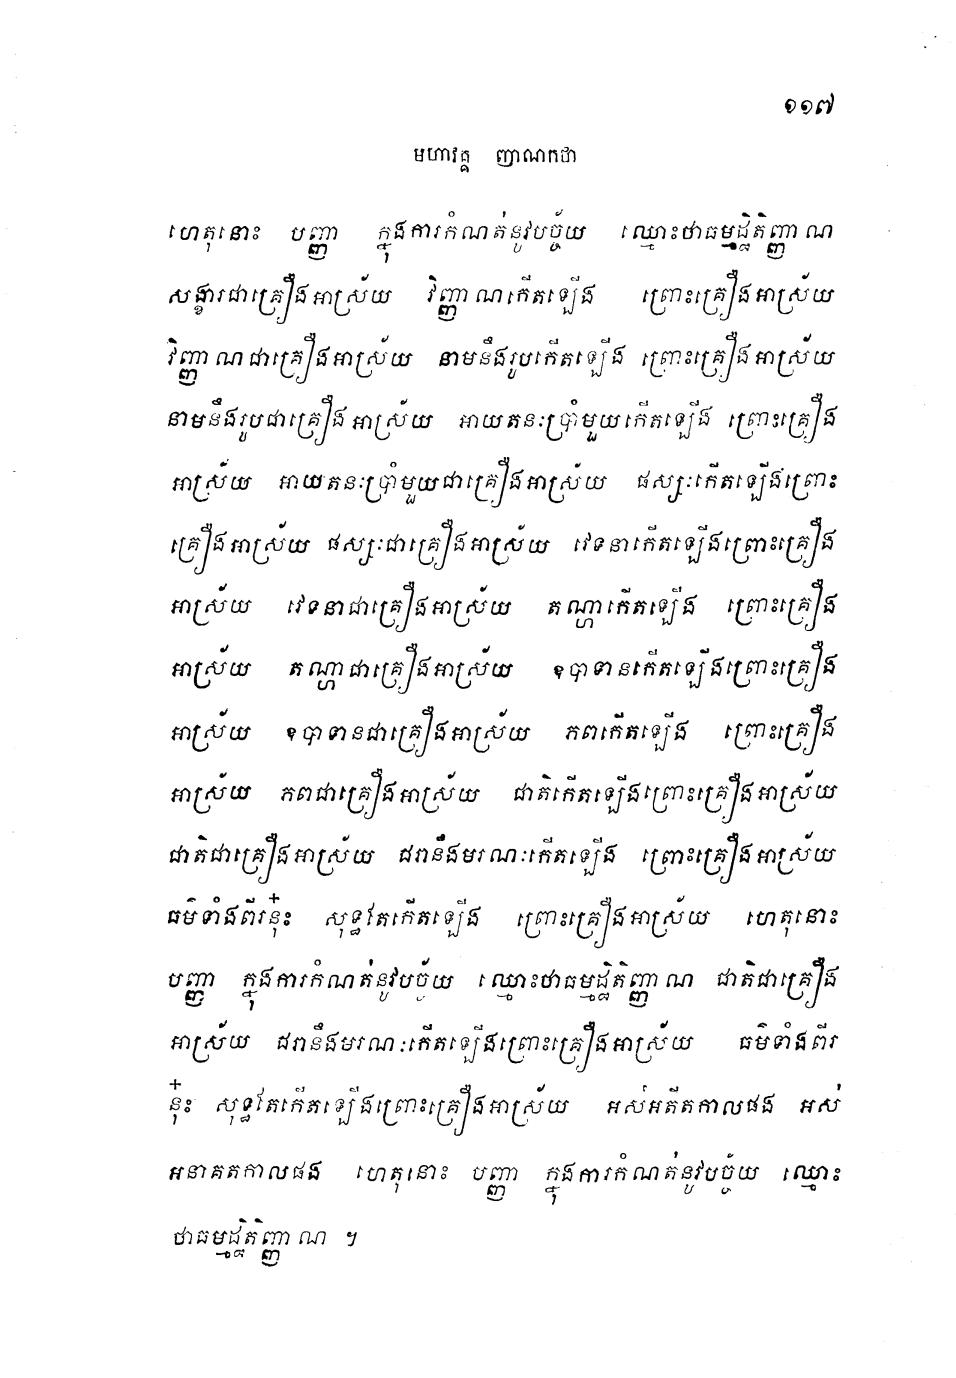 ១១៧
មហាវគ្គ ញាណកថា
ហេតុនោះ បញ្ញា ក្នុងការកំណត់នូវបច្ច័យ ឈ្មោះថាធម្មដ្ឋិតិញ្ញាណ
សង្ខារជាគ្រឿងអាស្រ័យ វិញ្ញាណកើតឡើង ព្រោះគ្រឿងអាស្រ័យ
វិញ្ញាណជាគ្រឿងអាស្រ័យ នាមនឹងរូបកើតឡើង ព្រោះគ្រឿងអាស្រ័យ
នាមនឹងរូបជាគ្រឿងអាស្រ័យ អាយតនៈប្រាំមួយកើតឡើង ព្រោះគ្រឿង
អាស្រ័យ អាយតនៈប្រាំមួយជាគ្រឿងអាស្រ័យ ផស្សៈកើតឡើងព្រោះ
គ្រឿងអាស្រ័យ ផស្សៈជាគ្រឿងអាស្រ័យ វេទនាកើតឡើងព្រោះគ្រឿង
អាស្រ័យ វេទនាជាគ្រឿងអាស្រ័យ តណ្ហាកើតឡើង ព្រោះគ្រឿង
អាស្រ័យ តណ្ហាជាគ្រឿងអាស្រ័យ ឧបាទានកើតឡើងព្រោះគ្រឿង
អាស្រ័យ ឧបាទានជាគ្រឿងអាស្រ័យ ភពកើតឡើង ព្រោះគ្រឿង
អាស្រ័យ ភពជាគ្រឿងអាស្រ័យ ជាតិកើតឡើងព្រោះគ្រឿងអាស្រ័យ
ជាតិជាគ្រឿងអាស្រ័យ ជរានឹងមរណៈកើតឡើង ព្រោះគ្រឿងអាស្រ័យ
ធម៌ទាំងពីរនុ៎ះ សុទ្ធតែកើតឡើង ព្រោះគ្រឿងអាស្រ័យ ហេតុនោះ
បញ្ញា ក្នុងការកំណត់នូវបច្ច័យ ឈ្មោះថាធម្មដ្ឋិតិញ្ញាណ ជាតិជាគ្រឿង
អាស្រ័យ ជរានឹងមរណៈកើតឡើងព្រោះគ្រឿងអាស្រ័យ ធម៌ទាំងពីរ
នុ៎ះ សុទ្ធតែកើតឡើងព្រោះគ្រឿងអាស្រ័យ អស់អតីតកាលផង អស់
អនាគតកាលផង ហេតុនោះ បញ្ញា ក្នុងការកំណត់នូវបច្ច័យ ឈ្មោះ
ថាធម្មដ្ឋិតិញ្ញាណ ។